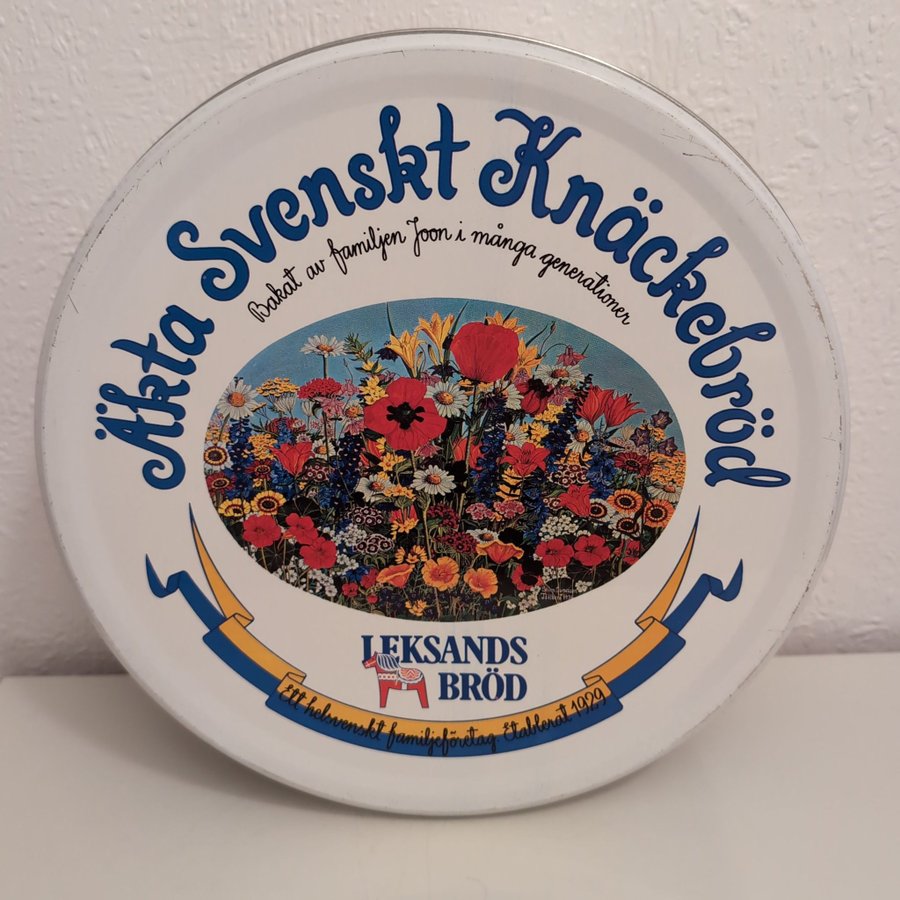 Äkta Svenskt Knäckebröd
Bakat av familjen Joon i många generationer
LEKSANDS
BRÖD
Ett helsvenskt familjeföretag. Etablerat 1929